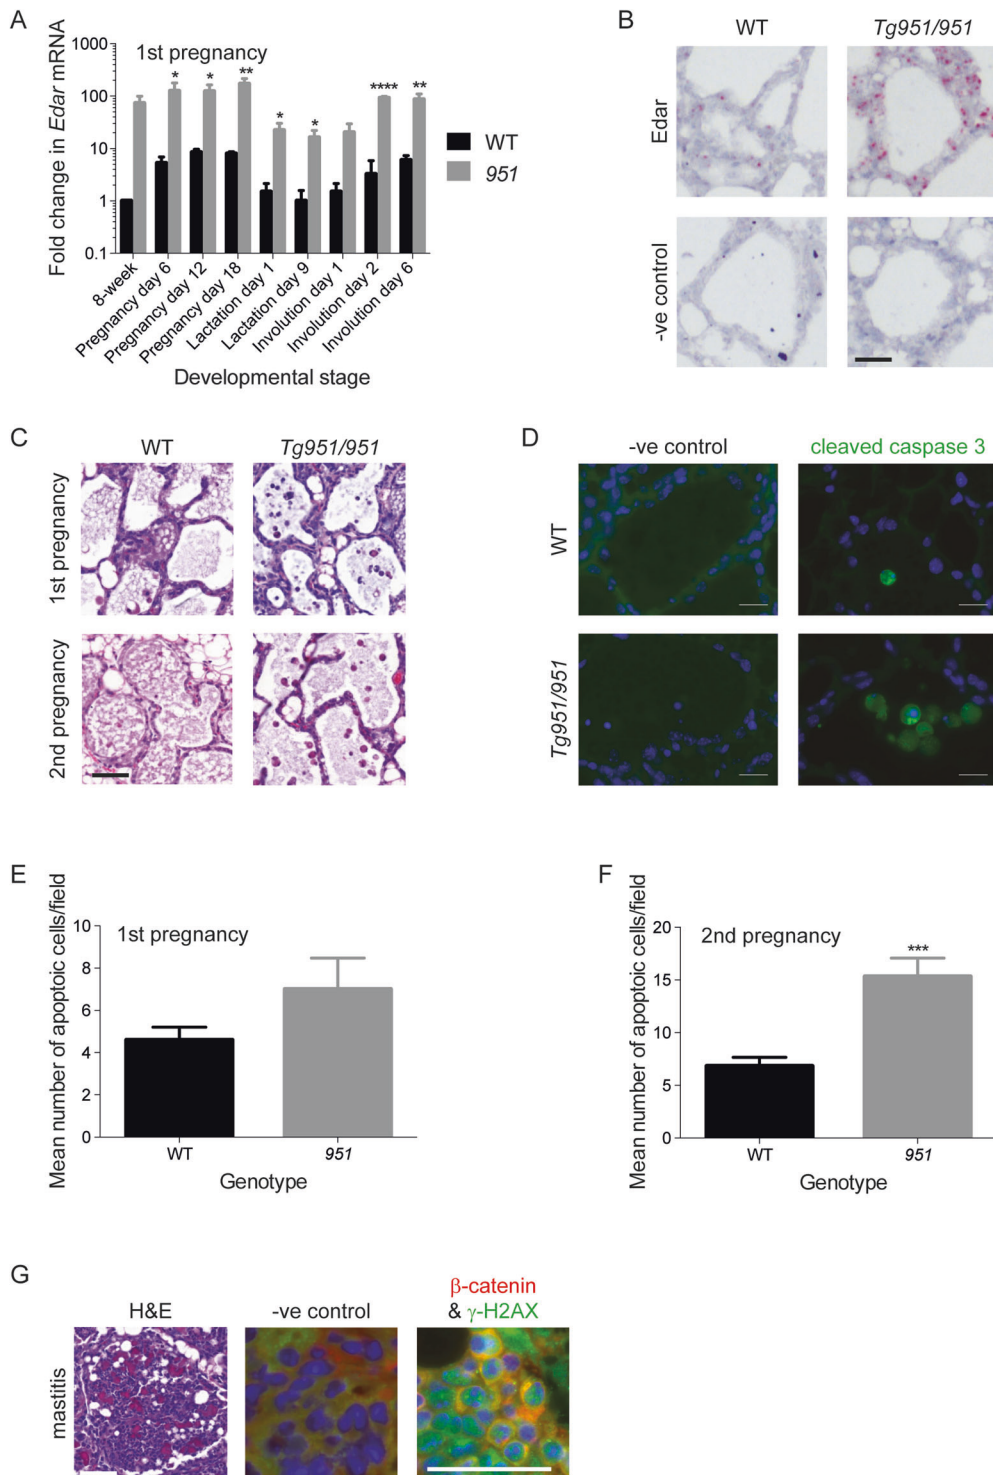 A
1st pregnancy
Fold change in Edar mRNA
1000
100
10
1
0.1
* * ** * * **** **
WT
951
8-week
Pregnancy day 6
Pregnancy day 12
Pregnancy day 18
Lactation day 1
Lactation day 9
Involution day 1
Involution day 2
Involution day 6
Developmental stage
B
WT Tg951/951
Edar
-ve control
C
WT Tg951/951
1st pregnancy
2nd pregnancy
D
-ve control cleaved caspase 3
WT
Tg951/951
E
Mean number of apoptoic cells/field
1st pregnancy
10
8
6
4
2
0
WT 951
Genotype
F
Mean number of apoptoic cells/field
2nd pregnancy
20
15
10
5
0
***
WT 951
Genotype
G
H&E -ve control β-catenin
& γ-H2AX
mastitis